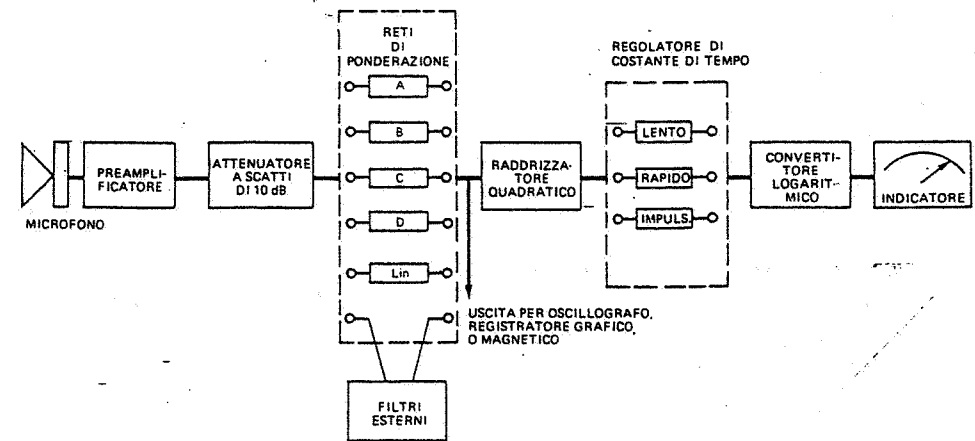 RETI
DI
PONDERAZIONE
A
B
C
D
Lin
REGOLATORE DI
COSTANTE DI TEMPO
LENTO
RAPIDO
IMPULS.
MICROFONO
PREAMPLI-
FICATORE
ATTENUATORE
A SCATTI
DI 10 dB
RADDRIZZA-
TORE
QUADRATICO
CONVERTI-
TORE
LOGARIT-
MICO
INDICATORE
USCITA PER OSCILLOGRAFO,
REGISTRATORE GRAFICO,
O MAGNETICO
FILTRI
ESTERNI